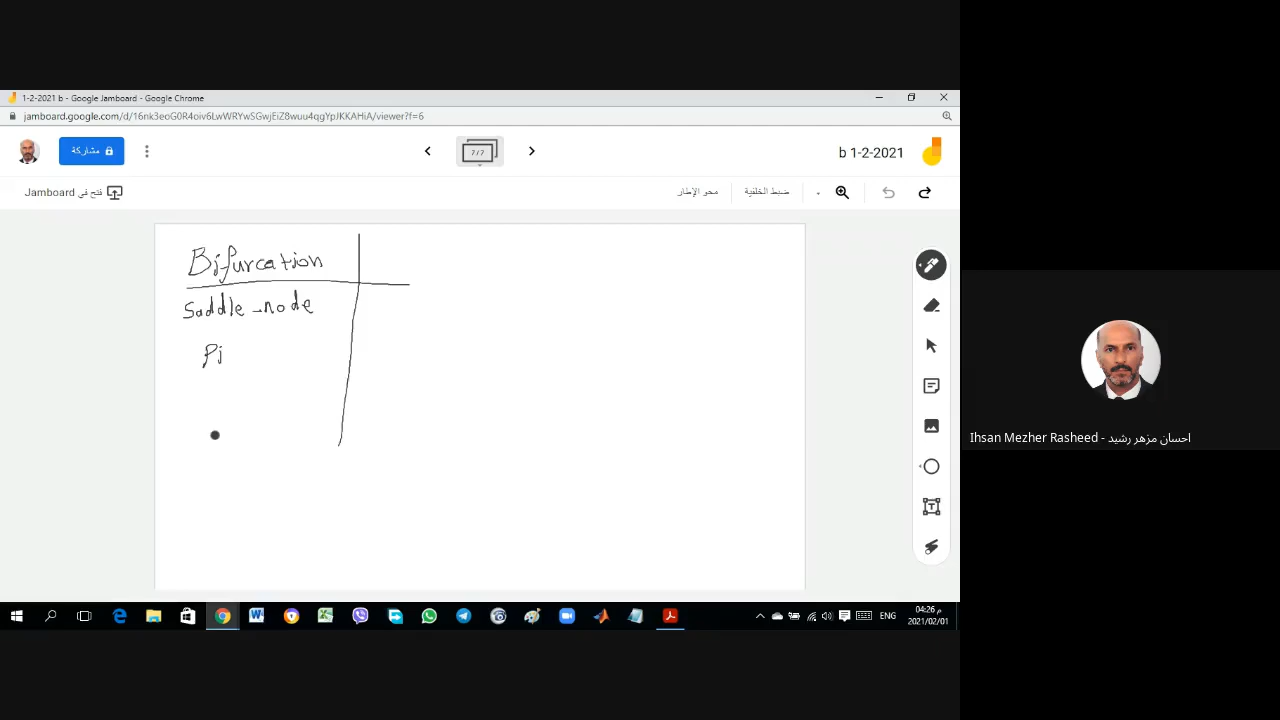 1-2-2021 b - Google Jamboard - Google Chrome
jamboard.google.com/d/16nk3eoG0R4oiv6LwWRYwSGwjEiZ8wuu4qgYpJKKAHiA/viewer?f=6
مشاركة
7/7
b 1-2-2021
فتح في Jamboard
محو الإطار
ضبط الخلفية
Bifurcation
Saddle-node
Pi
Ihsan Mezher Rasheed - احسان مزهر رشيد
ENG
04:26 م
2021/02/01